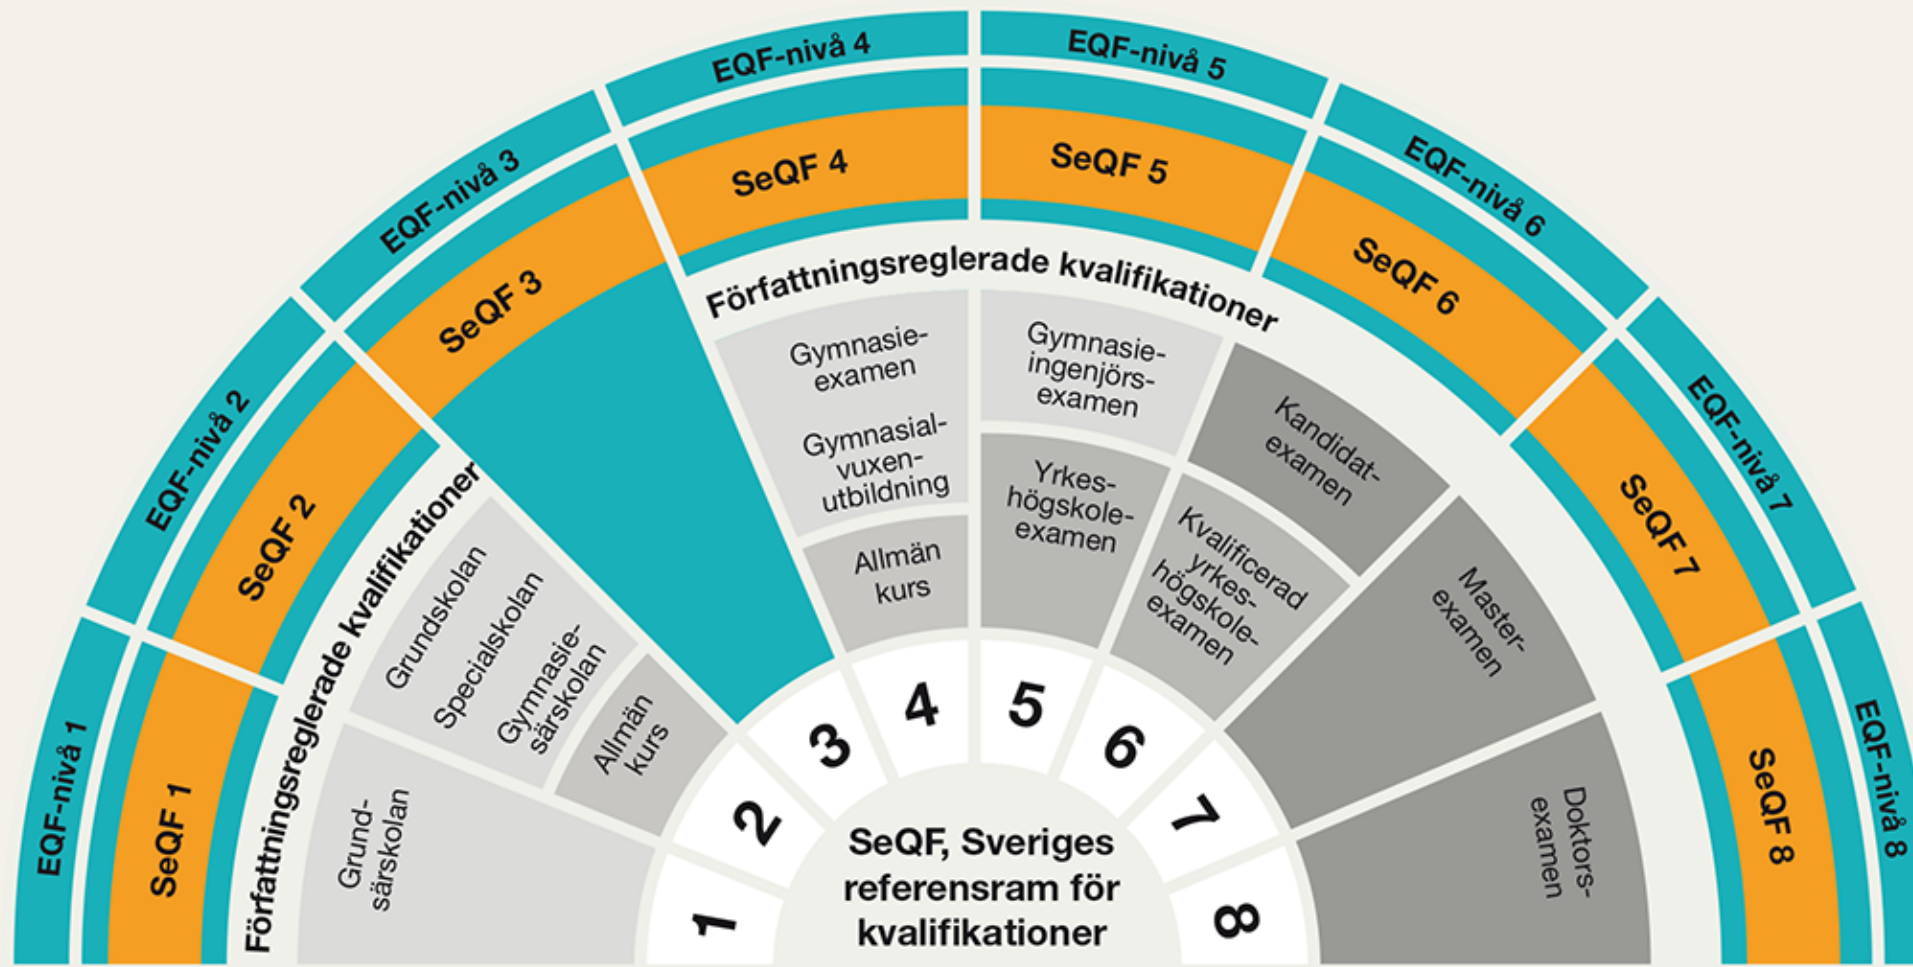 EQF-nivå 1
EQF-nivå 2
EQF-nivå 3
EQF-nivå 4
EQF-nivå 5
EQF-nivå 6
EQF-nivå 7
EQF-nivå 8
SeQF 1
SeQF 2
SeQF 3
SeQF 4
SeQF 5
SeQF 6
SeQF 7
SeQF 8
Författningsreglerade kvalifikationer
Författningsreglerade kvalifikationer
Grund-
särskolan
Grundskolan
Specialskolan
Gymnasie-
särskolan
Allmän
kurs
Gymnasie-
examen
Gymnasial-
vuxen-
utbildning
Allmän
kurs
Gymnasie-
ingenjörs-
examen
Yrkes-
högskole-
examen
Kandidat-
examen
Kvalificerad
yrkes-
högskole-
examen
Master-
examen
Doktors-
examen
1
2
3
4
5
6
7
8
SeQF, Sveriges
referensram för
kvalifikationer